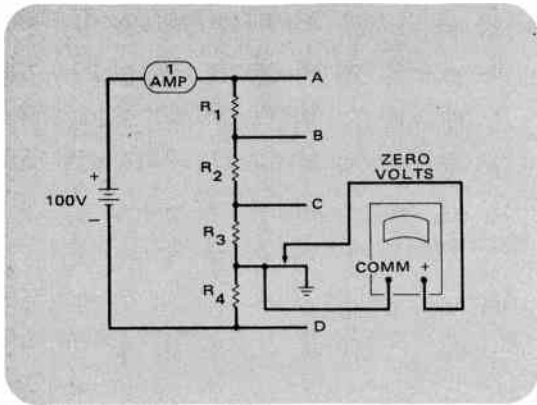 1
AMP
A
R1
B
R2
ZERO
VOLTS
+
100V
−
C
R3
COMM +
R4
D